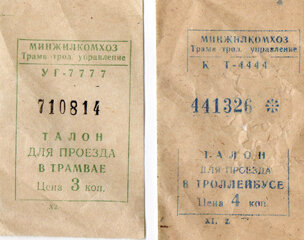 МИНЖИЛКОМХОЗ
Трамв трол. управление
УГ-7777
710814
ТАЛОН
ДЛЯ ПРОЕЗДА
В ТРАМВАЕ
Цена 3 коп.
МИНЖИЛКОМХОЗ
Трамв трол. управление
К Т-4444
441326 ※
ТАЛОН
ДЛЯ ПРОЕЗДА
В ТРОЛЛЕЙБУСЕ
Цена 4 коп.
XI. Z.